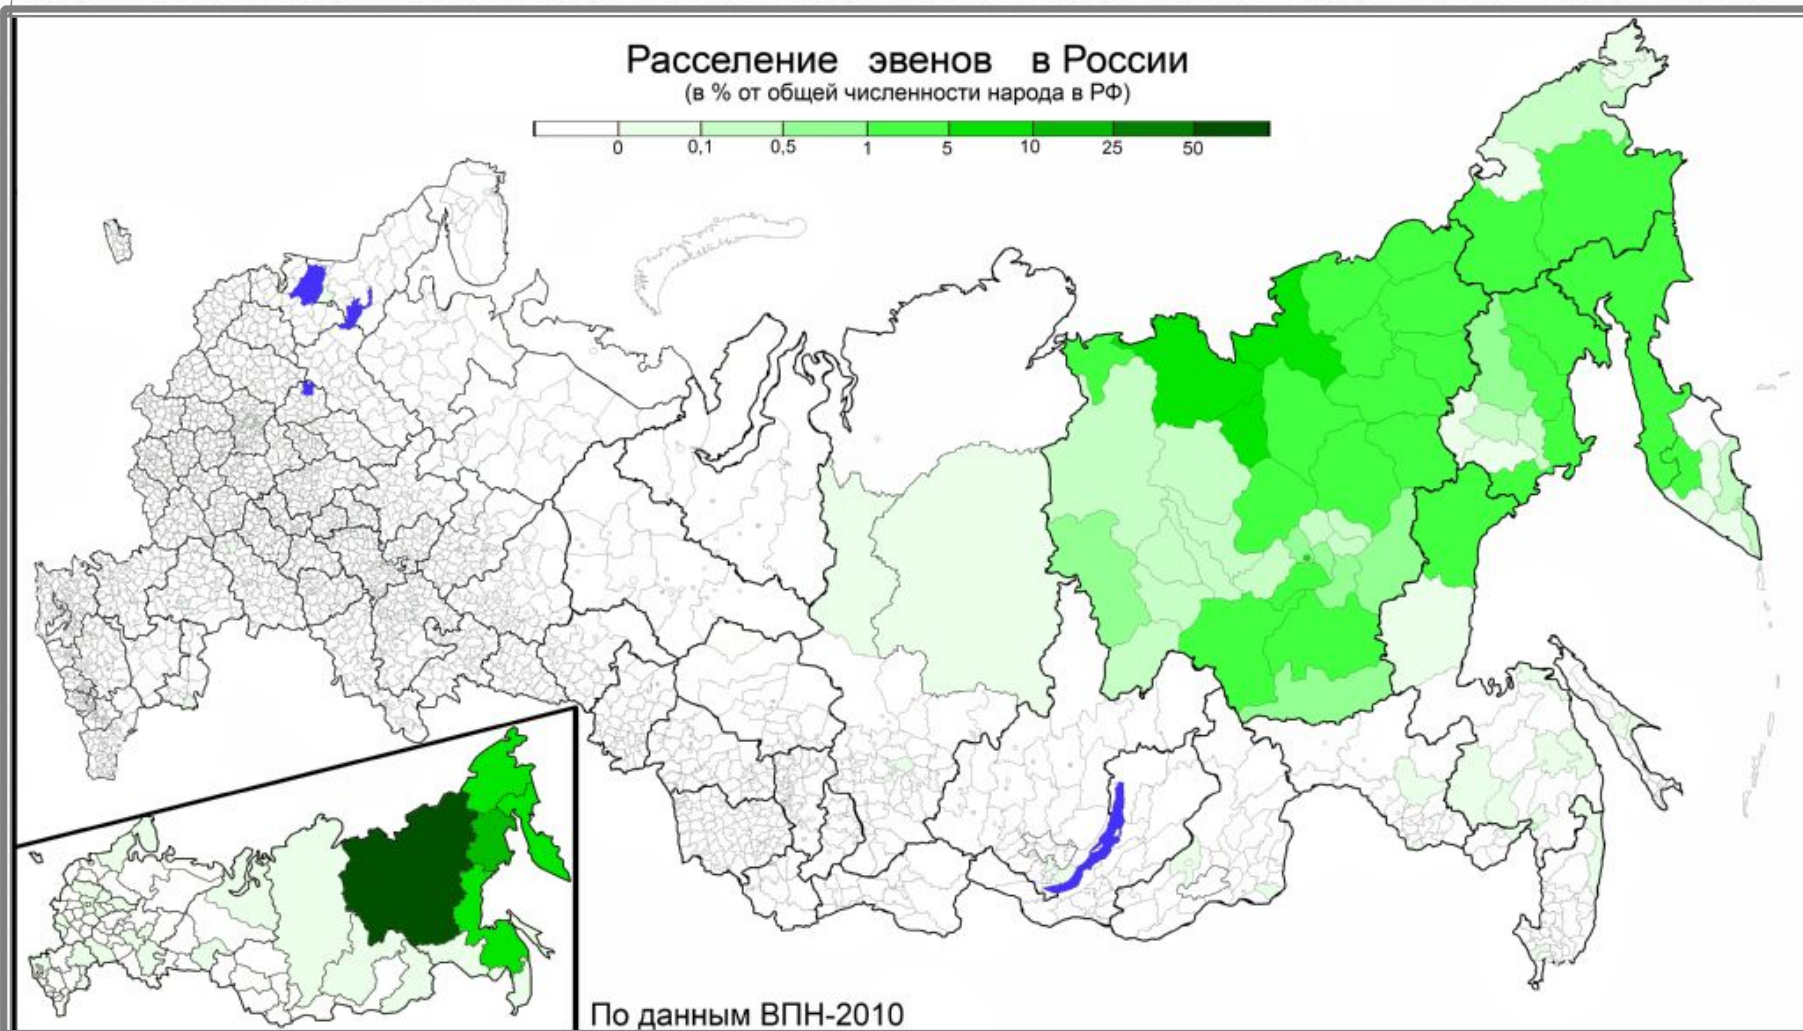 Расселение эвенов в России
(в % от общей численности народа в РФ)
0 0,1 0,5 1 5 10 25 50
По данным ВПН-2010